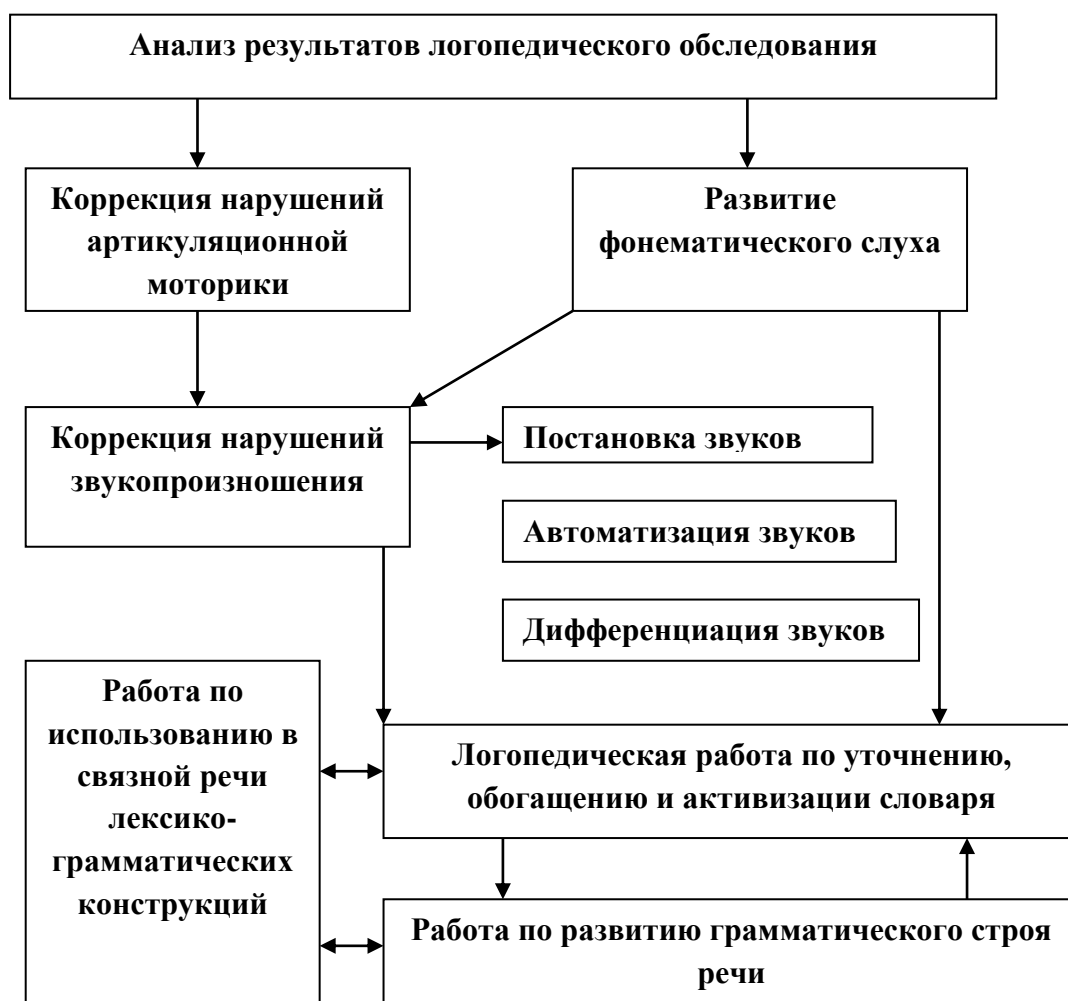 Анализ результатов логопедического обследования
Коррекция нарушений
артикуляционной
моторики
Развитие
фонематического слуха
Коррекция нарушений
звукопроизношения
Постановка звуков
Автоматизация звуков
Дифференциация звуков
Работа по
использованию в
связной речи
лексико-
грамматических
конструкций
Логопедическая работа по уточнению,
обогащению и активизации словаря
Работа по развитию грамматического строя
речи